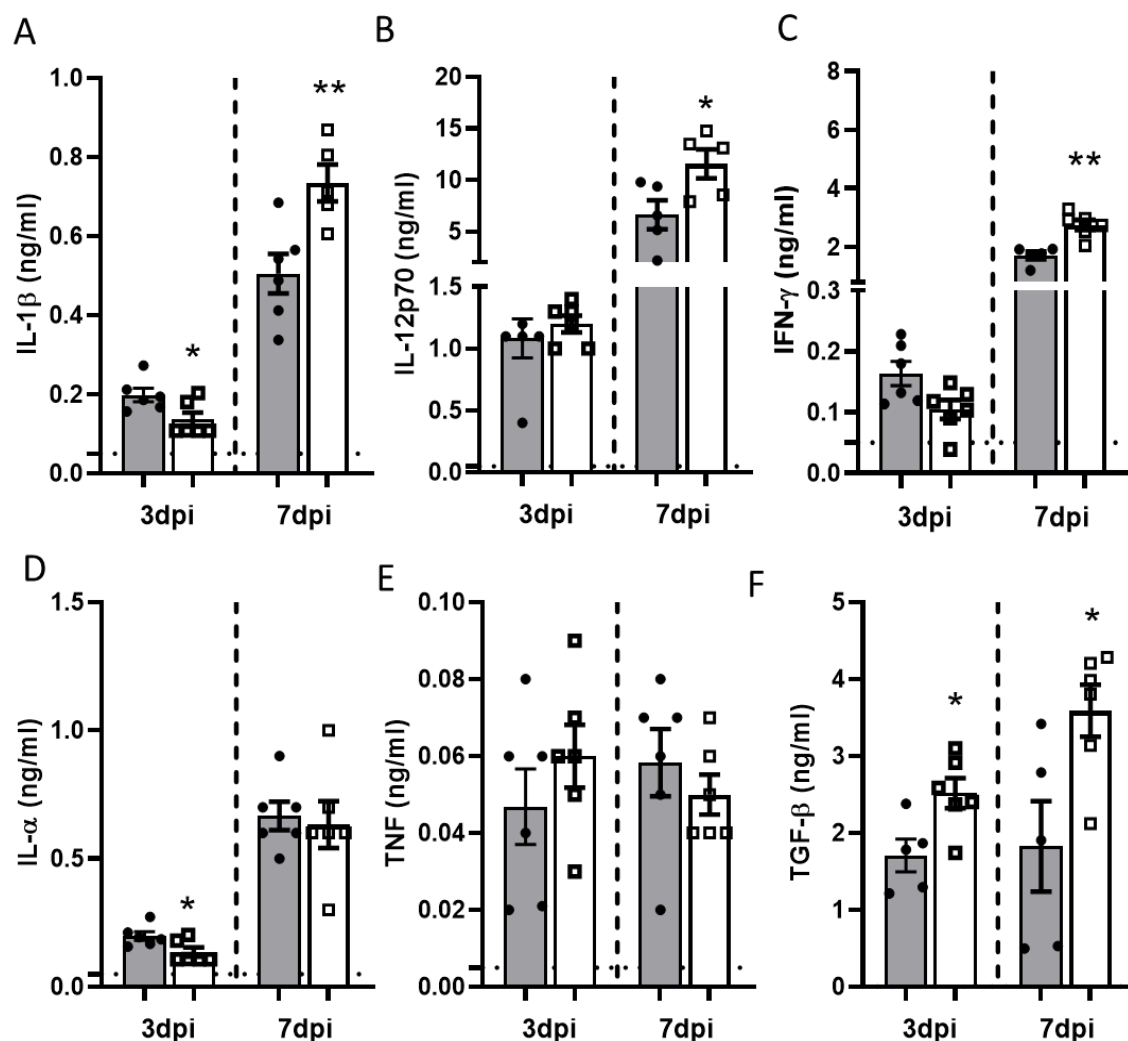 A
IL-1β (ng/ml)
1.0
0.8
0.6
0.4
0.2
0.0
*
**
3dpi
7dpi
B
IL-12p70 (ng/ml)
20
15
10
5
1.5
1.0
0.5
0.0
*
3dpi
7dpi
C
IFN-γ (ng/ml)
8
6
4
2
0.3
0.2
0.1
0.0
**
3dpi
7dpi
D
IL-α (ng/ml)
1.5
1.0
0.5
0.0
*
3dpi
7dpi
E
TNF (ng/ml)
0.10
0.08
0.06
0.04
0.02
0.00
3dpi
7dpi
F
TGF-β (ng/ml)
5
4
3
2
1
0
*
*
3dpi
7dpi